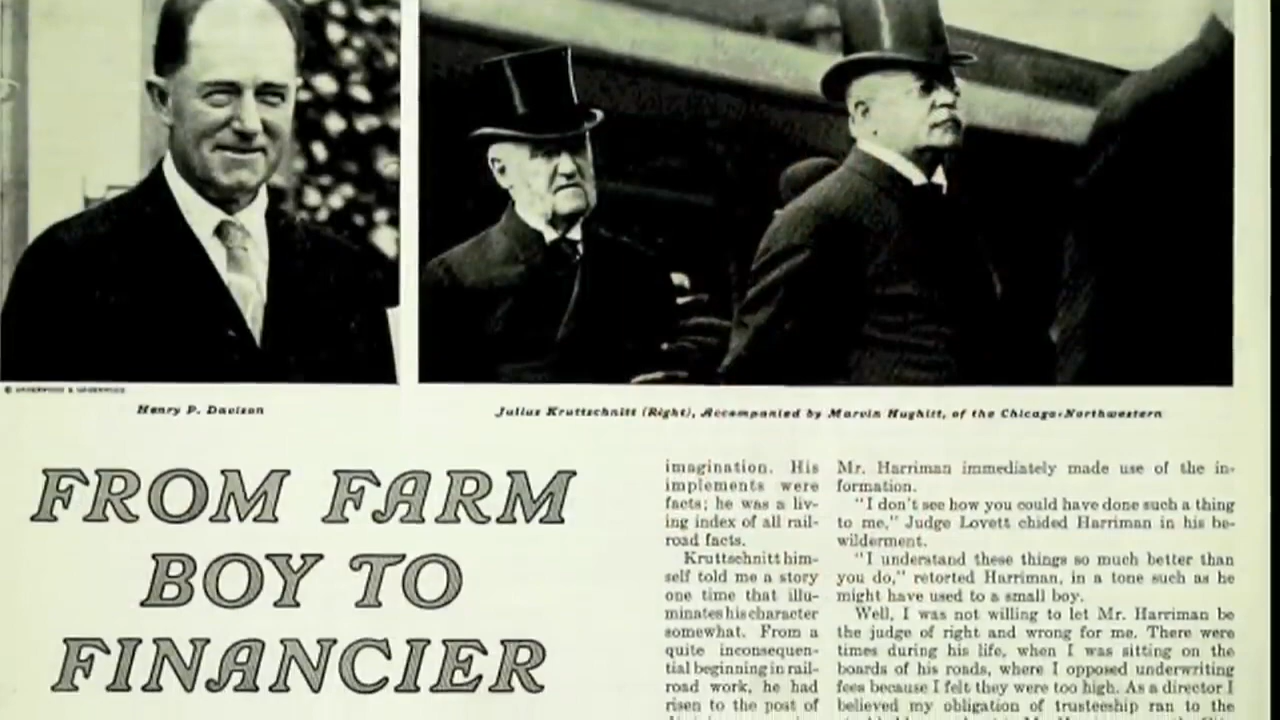 © UNDERWOOD & UNDERWOOD
Henry P. Davison
Julius Kruttschnitt (Right), Accompanied by Marvin Hughitt, of the Chicago-Northwestern
FROM FARM
BOY TO
FINANCIER
imagination. His
implements were
facts; he was a liv-
ing index of all rail-
road facts.
Kruttschnitt him-
self told me a story
one time that illu-
minates his character
somewhat. From a
quite inconsequen-
tial beginning in rail-
road work, he had
risen to the post of
Mr. Harriman immediately made use of the in-
formation.
"I don't see how you could have done such a thing
to me," Judge Lovett chided Harriman in his be-
wilderment.
"I understand these things so much better than
you do," retorted Harriman, in a tone such as he
might have used to a small boy.
Well, I was not willing to let Mr. Harriman be
the judge of right and wrong for me. There were
times during his life, when I was sitting on the
boards of his roads, where I opposed underwriting
fees because I felt they were too high. As a director I
believed my obligation of trusteeship ran to the